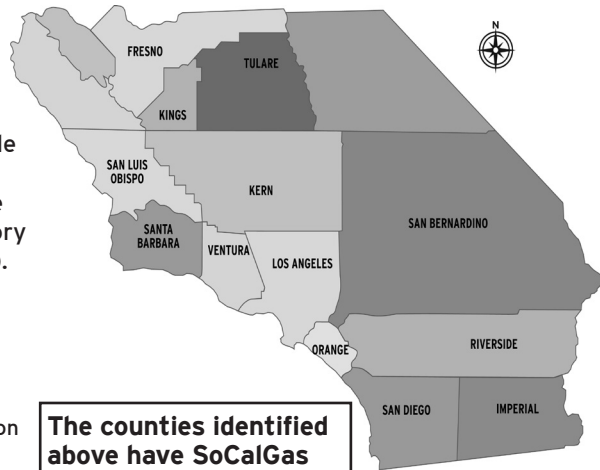 N
FRESNO
TULARE
KINGS
SAN LUIS
OBISPO
KERN
SAN BERNARDINO
SANTA
BARBARA
VENTURA
LOS ANGELES
ORANGE
RIVERSIDE
SAN DIEGO
IMPERIAL
The counties identified
above have SoCalGas